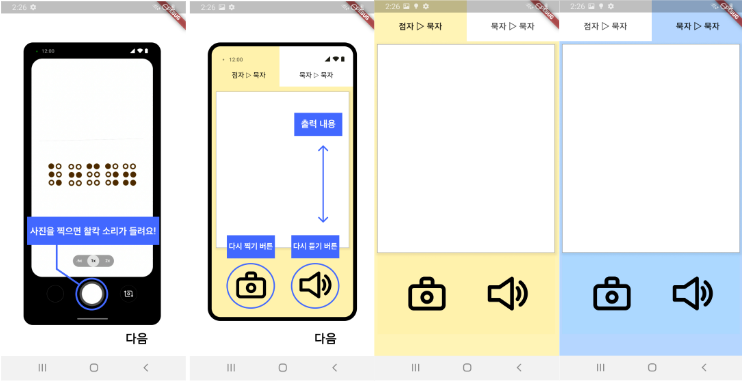 2:26
12:00
사진을 찍으면 찰칵 소리가 들려요!
1x
다음
2:26
12:00
점자 ▷ 묵자
묵자 ▷ 묵자
출력 내용
다시 찍기 버튼
다시 듣기 버튼
다음
2:26
점자 ▷ 묵자
묵자 ▷ 묵자
2:26
점자 ▷ 묵자
묵자 ▷ 묵자